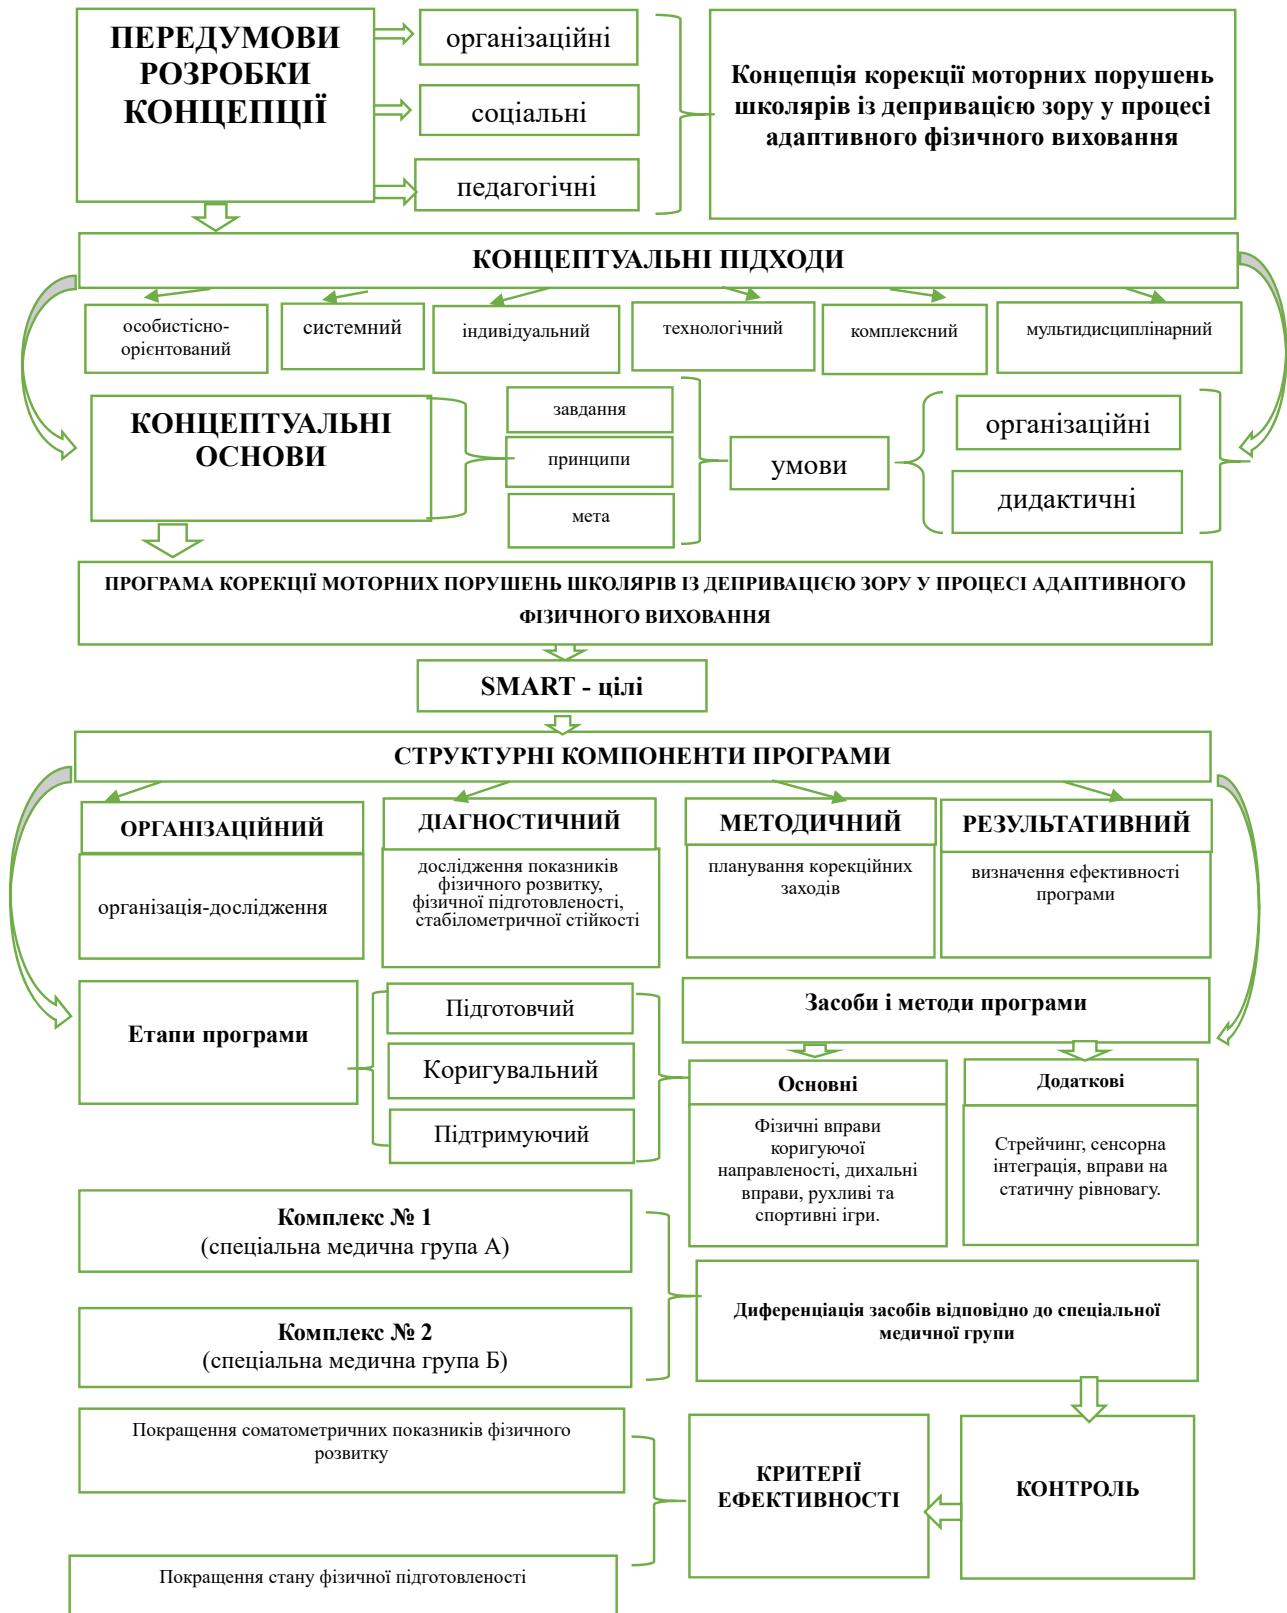 ПЕРЕДУМОВИ
РОЗРОБКИ
КОНЦЕПЦІЇ
організаційні
соціальні
педагогічні
Концепція корекції моторних порушень
школярів із депривацією зору у процесі
адаптивного фізичного виховання
КОНЦЕПТУАЛЬНІ ПІДХОДИ
особистісно-
орієнтований
системний
індивідуальний
технологічний
комплексний
мультидисциплінарний
КОНЦЕПТУАЛЬНІ
ОСНОВИ
завдання
принципи
мета
умови
організаційні
дидактичні
ПРОГРАМА КОРЕКЦІЇ МОТОРНИХ ПОРУШЕНЬ ШКОЛЯРІВ ІЗ ДЕПРИВАЦІЄЮ ЗОРУ У ПРОЦЕСІ АДАПТИВНОГО
ФІЗИЧНОГО ВИХОВАННЯ
SMART - цілі
СТРУКТУРНІ КОМПОНЕНТИ ПРОГРАМИ
ОРГАНІЗАЦІЙНИЙ
організація-дослідження
ДІАГНОСТИЧНИЙ
дослідження показників
фізичного розвитку,
фізичної підготовленості,
стабілометричної стійкості
МЕТОДИЧНИЙ
планування корекційних
заходів
РЕЗУЛЬТАТИВНИЙ
визначення ефективності
програми
Етапи програми
Підготовчий
Коригувальний
Підтримуючий
Засоби і методи програми
Основні
Фізичні вправи
коригуючої
направленості, дихальні
вправи, рухливі та
спортивні ігри.
Додаткові
Стрейчинг, сенсорна
інтеграція, вправи на
статичну рівновагу.
Комплекс № 1
(спеціальна медична група А)
Комплекс № 2
(спеціальна медична група Б)
Диференціація засобів відповідно до спеціальної
медичної групи
Покращення соматометричних показників фізичного
розвитку
Покращення стану фізичної підготовленості
КРИТЕРІЇ
ЕФЕКТИВНОСТІ
КОНТРОЛЬ